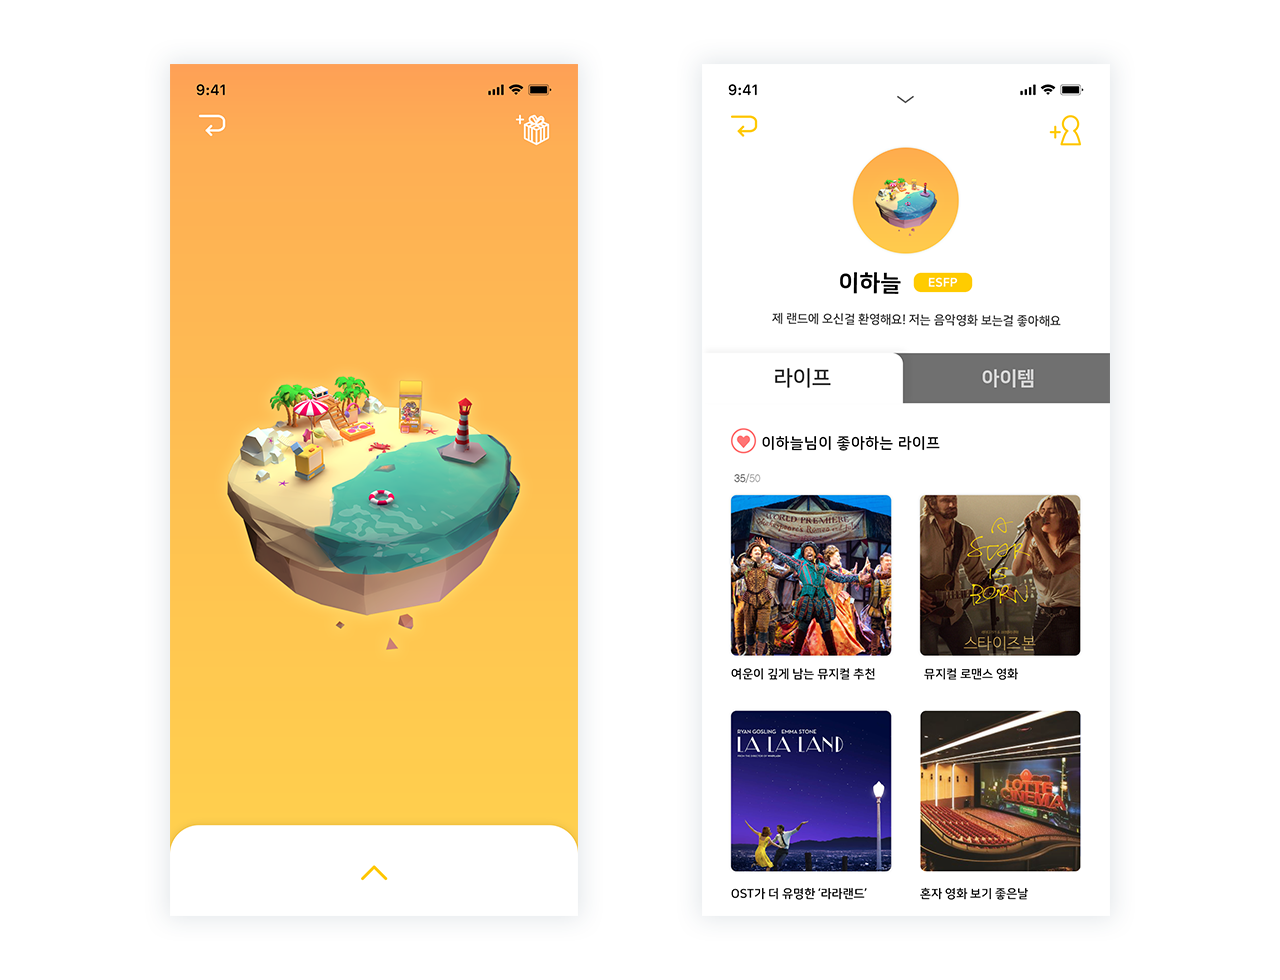 9:41
9:41
이하늘 ESFP
제 랜드에 오신걸 환영해요! 저는 음악영화 보는걸 좋아해요
라이프
아이템
이하늘님이 좋아하는 라이프
35/50
WORLD PREMIERE
A
STAR
IS
BORN
스타이즈본
여운이 깊게 남는 뮤지컬 추천
뮤지컬 로맨스 영화
RYAN GOSLING EMMA STONE
LA LA LAND
LOTTE
CINEMA
OST가 더 유명한 '라라랜드'
혼자 영화 보기 좋은날